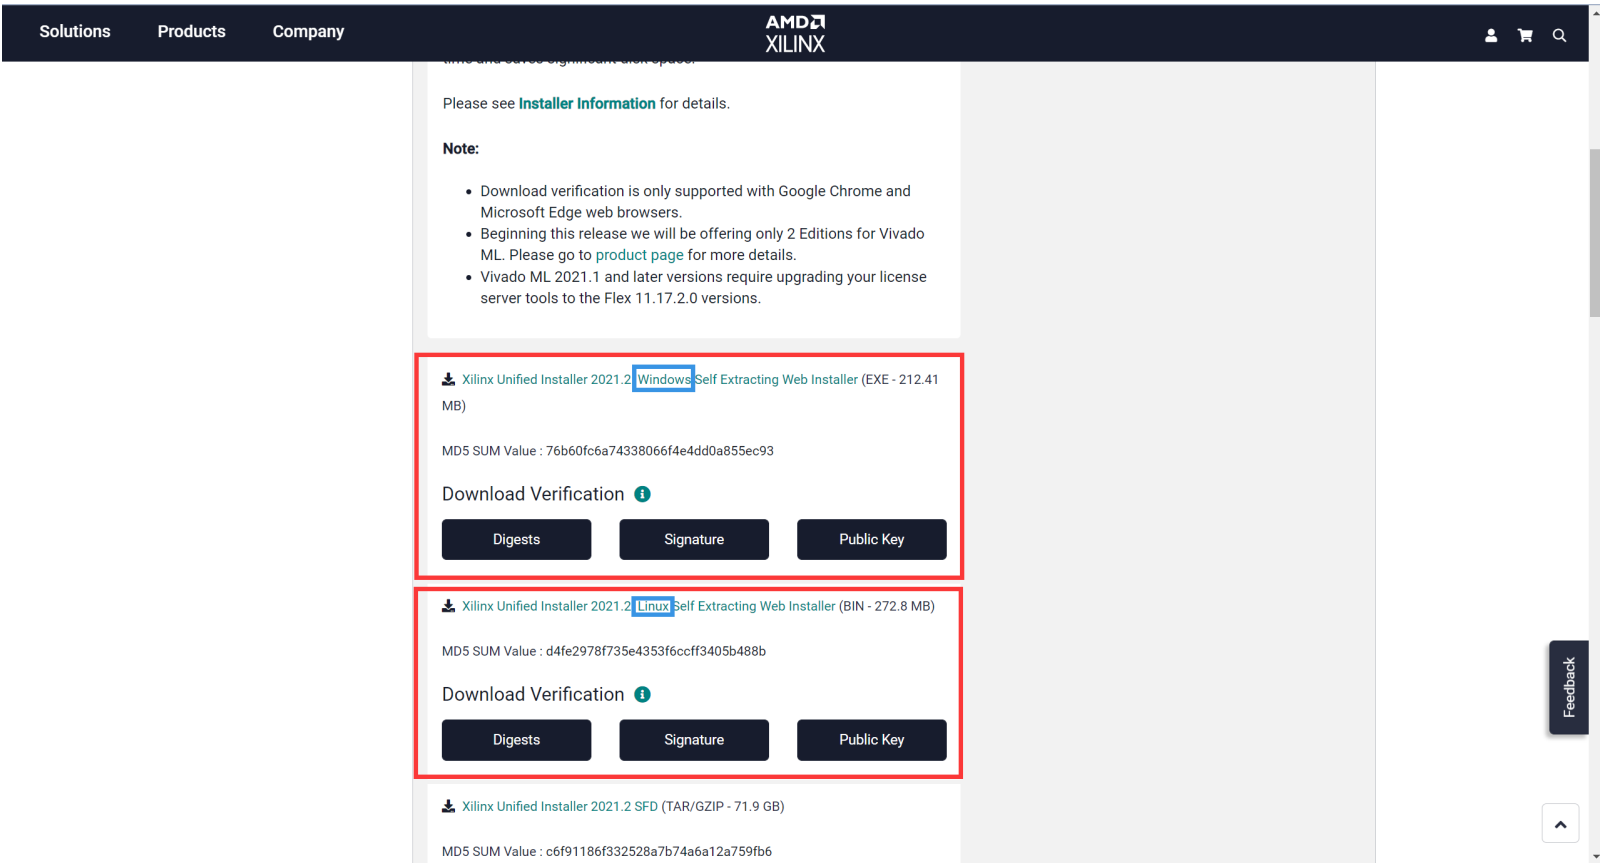 Solutions Products Company
AMD
XILINX
time and saves significant disk space.
Please see Installer Information for details.
Note:
• Download verification is only supported with Google Chrome and
Microsoft Edge web browsers.
• Beginning this release we will be offering only 2 Editions for Vivado
ML. Please go to product page for more details.
• Vivado ML 2021.1 and later versions require upgrading your license
server tools to the Flex 11.17.2.0 versions.
Xilinx Unified Installer 2021.2 Windows Self Extracting Web Installer (EXE - 212.41
MB)
MD5 SUM Value : 76b60fc6a74338066f4e4dd0a855ec93
Download Verification
Digests Signature Public Key
Xilinx Unified Installer 2021.2 Linux Self Extracting Web Installer (BIN - 272.8 MB)
MD5 SUM Value : d4fe2978f735e4353f6ccff3405b488b
Download Verification
Digests Signature Public Key
Xilinx Unified Installer 2021.2 SFD (TAR/GZIP - 71.9 GB)
MD5 SUM Value : c6f91186f332528a7b74a6a12a759fb6
Feedback